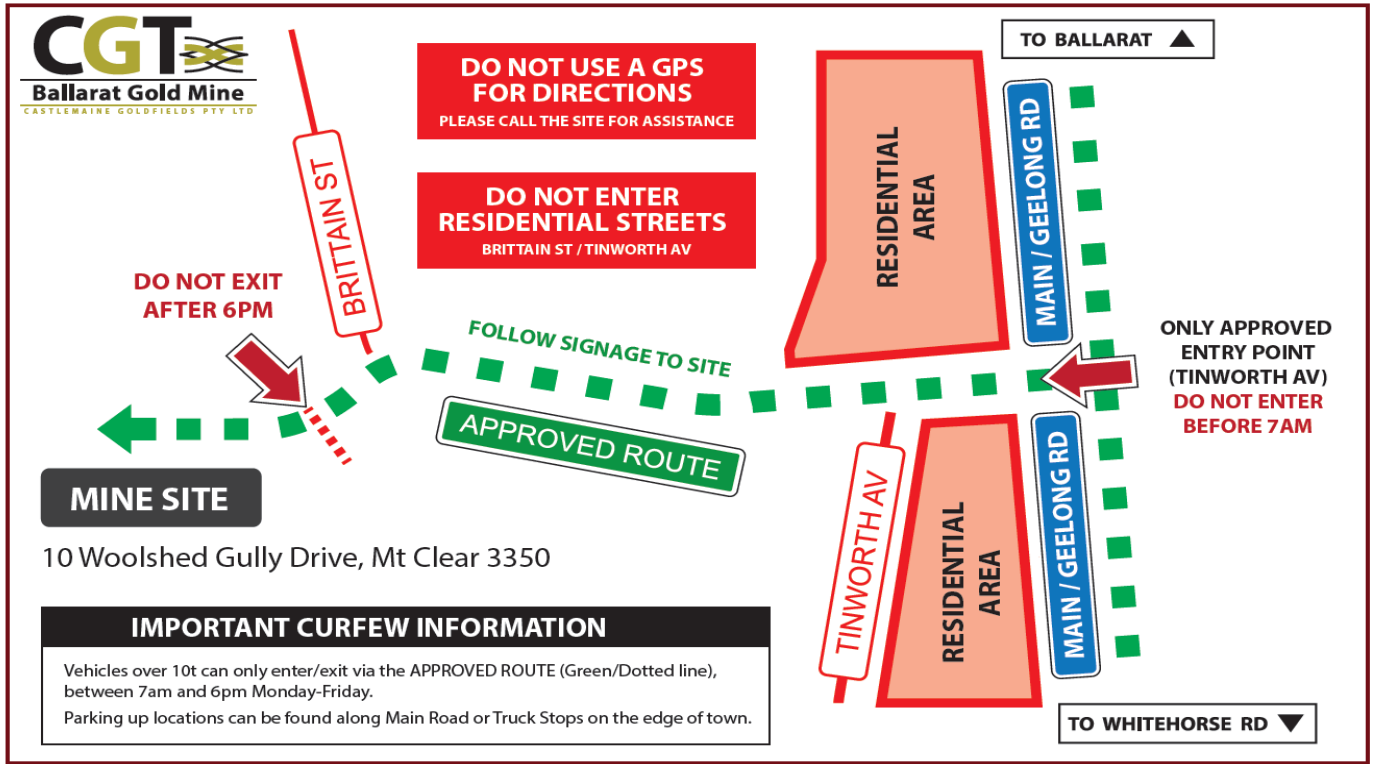 CGT
Ballarat Gold Mine
CASTLEMAINE GOLDFIELDS PTY LTD
DO NOT USE A GPS
FOR DIRECTIONS
PLEASE CALL THE SITE FOR ASSISTANCE
DO NOT ENTER
RESIDENTIAL STREETS
BRITTAIN ST / TINWORTH AV
TO BALLARAT ▲
BRITTAIN ST
RESIDENTIAL
AREA
MAIN / GEELONG RD
DO NOT EXIT
AFTER 6PM
FOLLOW SIGNAGE TO SITE
APPROVED ROUTE
ONLY APPROVED
ENTRY POINT
(TINWORTH AV)
DO NOT ENTER
BEFORE 7AM
MINE SITE
10 Woolshed Gully Drive, Mt Clear 3350
TINWORTH AV
RESIDENTIAL
AREA
MAIN / GEELONG RD
IMPORTANT CURFEW INFORMATION
Vehicles over 10t can only enter/exit via the APPROVED ROUTE (Green/Dotted line),
between 7am and 6pm Monday-Friday.
Parking up locations can be found along Main Road or Truck Stops on the edge of town.
TO WHITEHORSE RD ▼